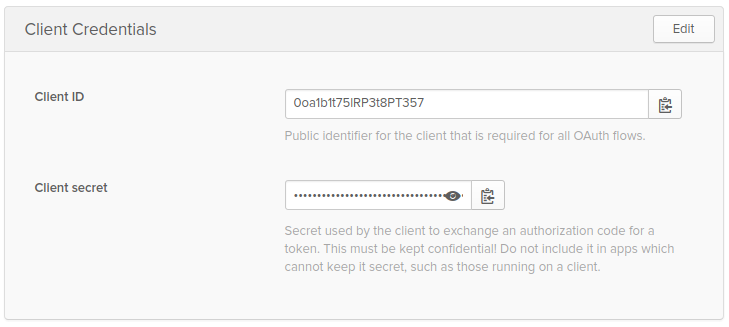 Client Credentials
Edit
Client ID
0oa1b1t75lRP3t8PT357
Public identifier for the client that is required for all OAuth flows.
Client secret
••••••••••••••••••••••••••••••••••
Secret used by the client to exchange an authorization code for a
token. This must be kept confidential! Do not include it in apps which
cannot keep it secret, such as those running on a client.